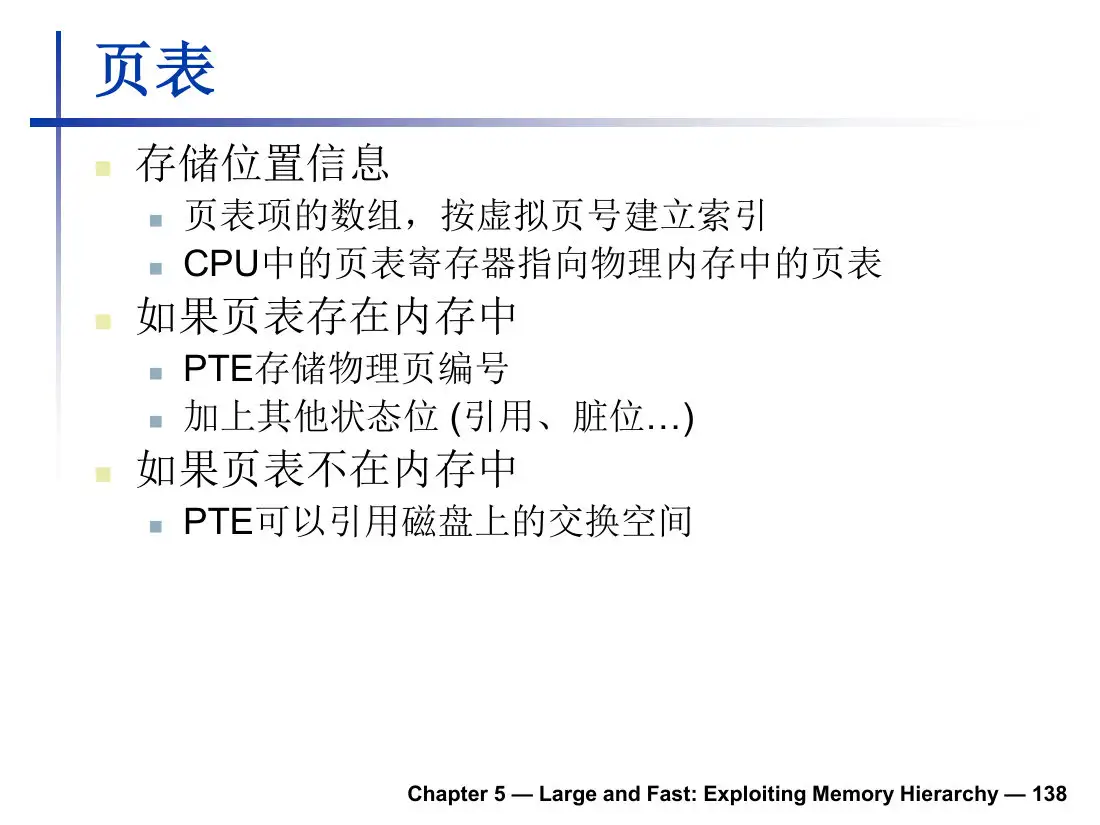 页表
存储位置信息
页表项的数组，按虚拟页号建立索引
CPU中的页表寄存器指向物理内存中的页表
如果页表存在内存中
PTE存储物理页编号
加上其他状态位 (引用、脏位…)
如果页表不在内存中
PTE可以引用磁盘上的交换空间
Chapter 5 — Large and Fast: Exploiting Memory Hierarchy — 138